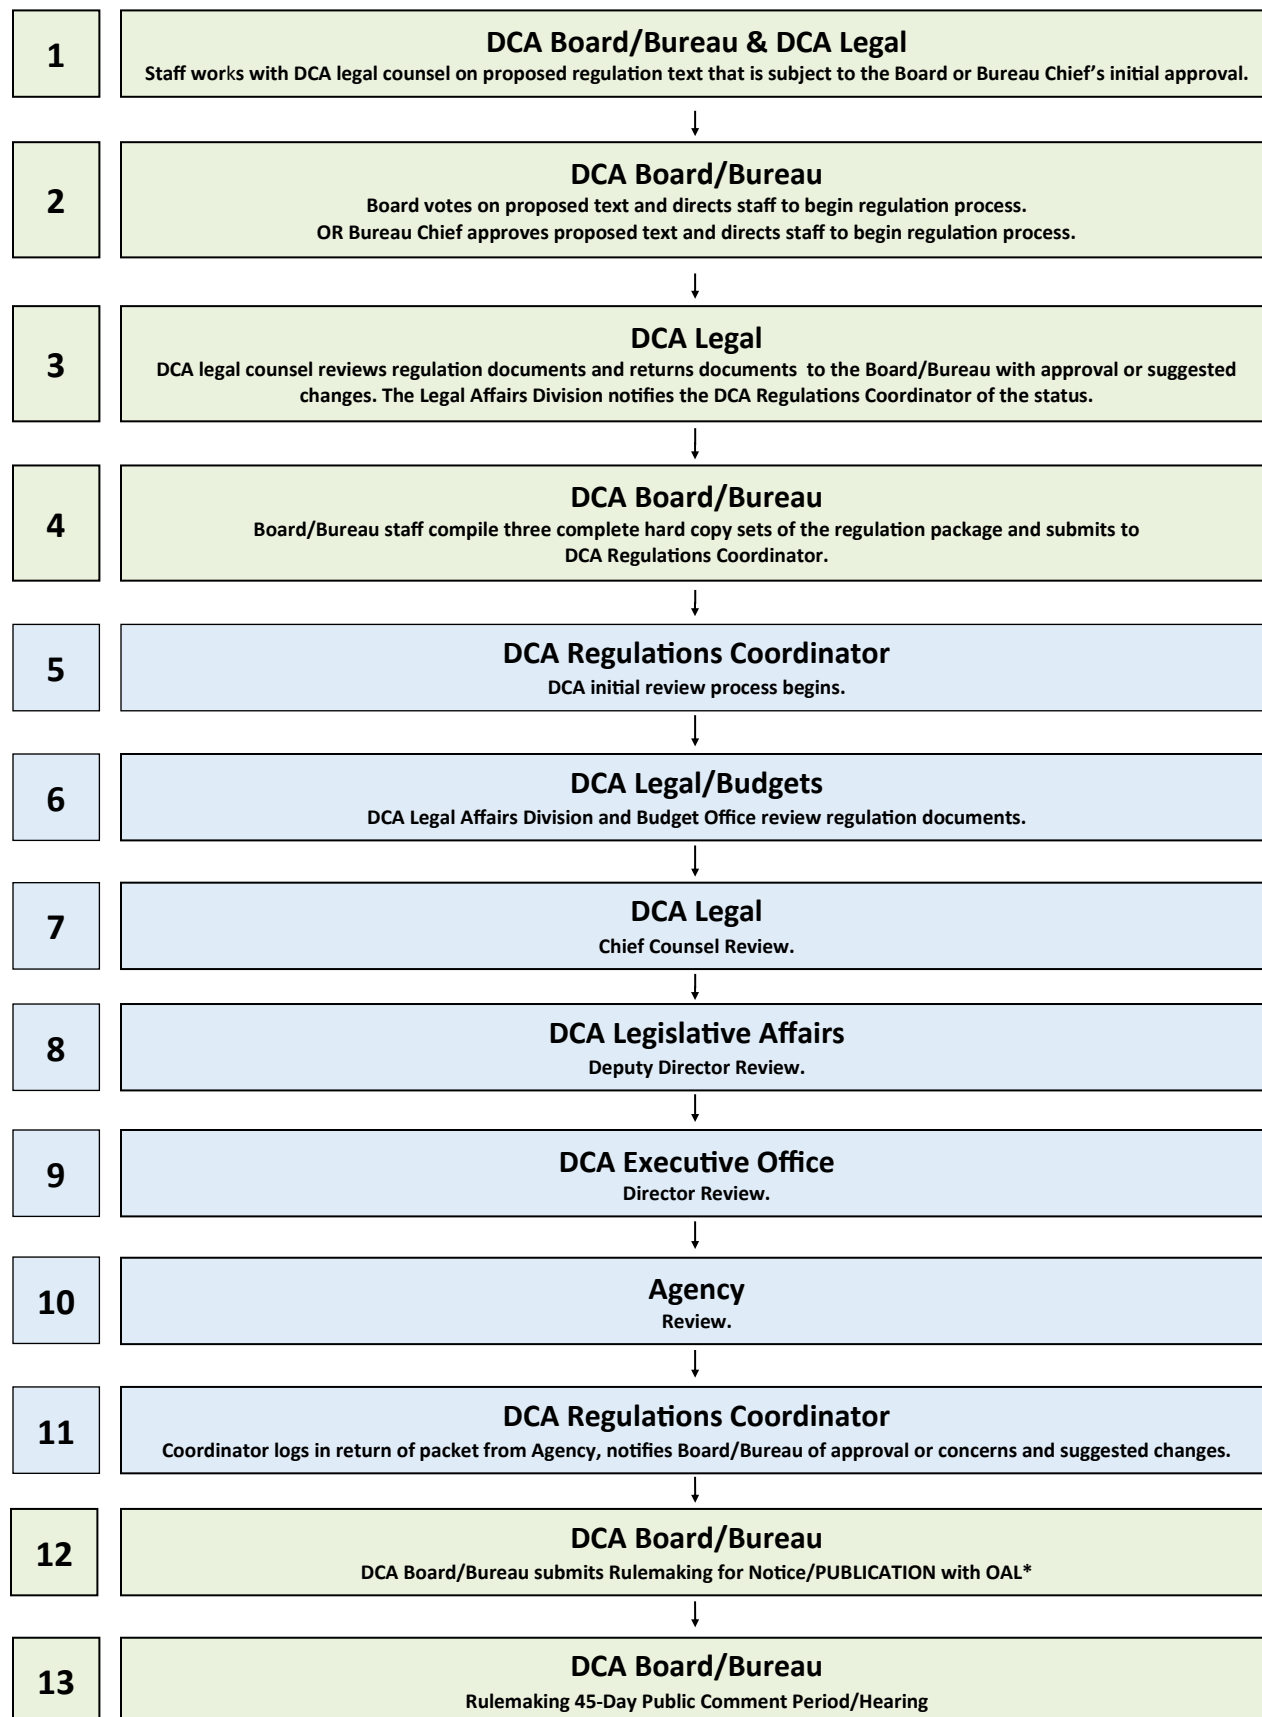 1
DCA Board/Bureau & DCA Legal
Staff works with DCA legal counsel on proposed regulation text that is subject to the Board or Bureau Chief’s initial approval.
2
DCA Board/Bureau
Board votes on proposed text and directs staff to begin regulation process.
OR Bureau Chief approves proposed text and directs staff to begin regulation process.
3
DCA Legal
DCA legal counsel reviews regulation documents and returns documents to the Board/Bureau with approval or suggested
changes. The Legal Affairs Division notifies the DCA Regulations Coordinator of the status.
4
DCA Board/Bureau
Board/Bureau staff compile three complete hard copy sets of the regulation package and submits to
DCA Regulations Coordinator.
5
DCA Regulations Coordinator
DCA initial review process begins.
6
DCA Legal/Budgets
DCA Legal Affairs Division and Budget Office review regulation documents.
7
DCA Legal
Chief Counsel Review.
8
DCA Legislative Affairs
Deputy Director Review.
9
DCA Executive Office
Director Review.
10
Agency
Review.
11
DCA Regulations Coordinator
Coordinator logs in return of packet from Agency, notifies Board/Bureau of approval or concerns and suggested changes.
12
DCA Board/Bureau
DCA Board/Bureau submits Rulemaking for Notice/PUBLICATION with OAL*
13
DCA Board/Bureau
Rulemaking 45-Day Public Comment Period/Hearing